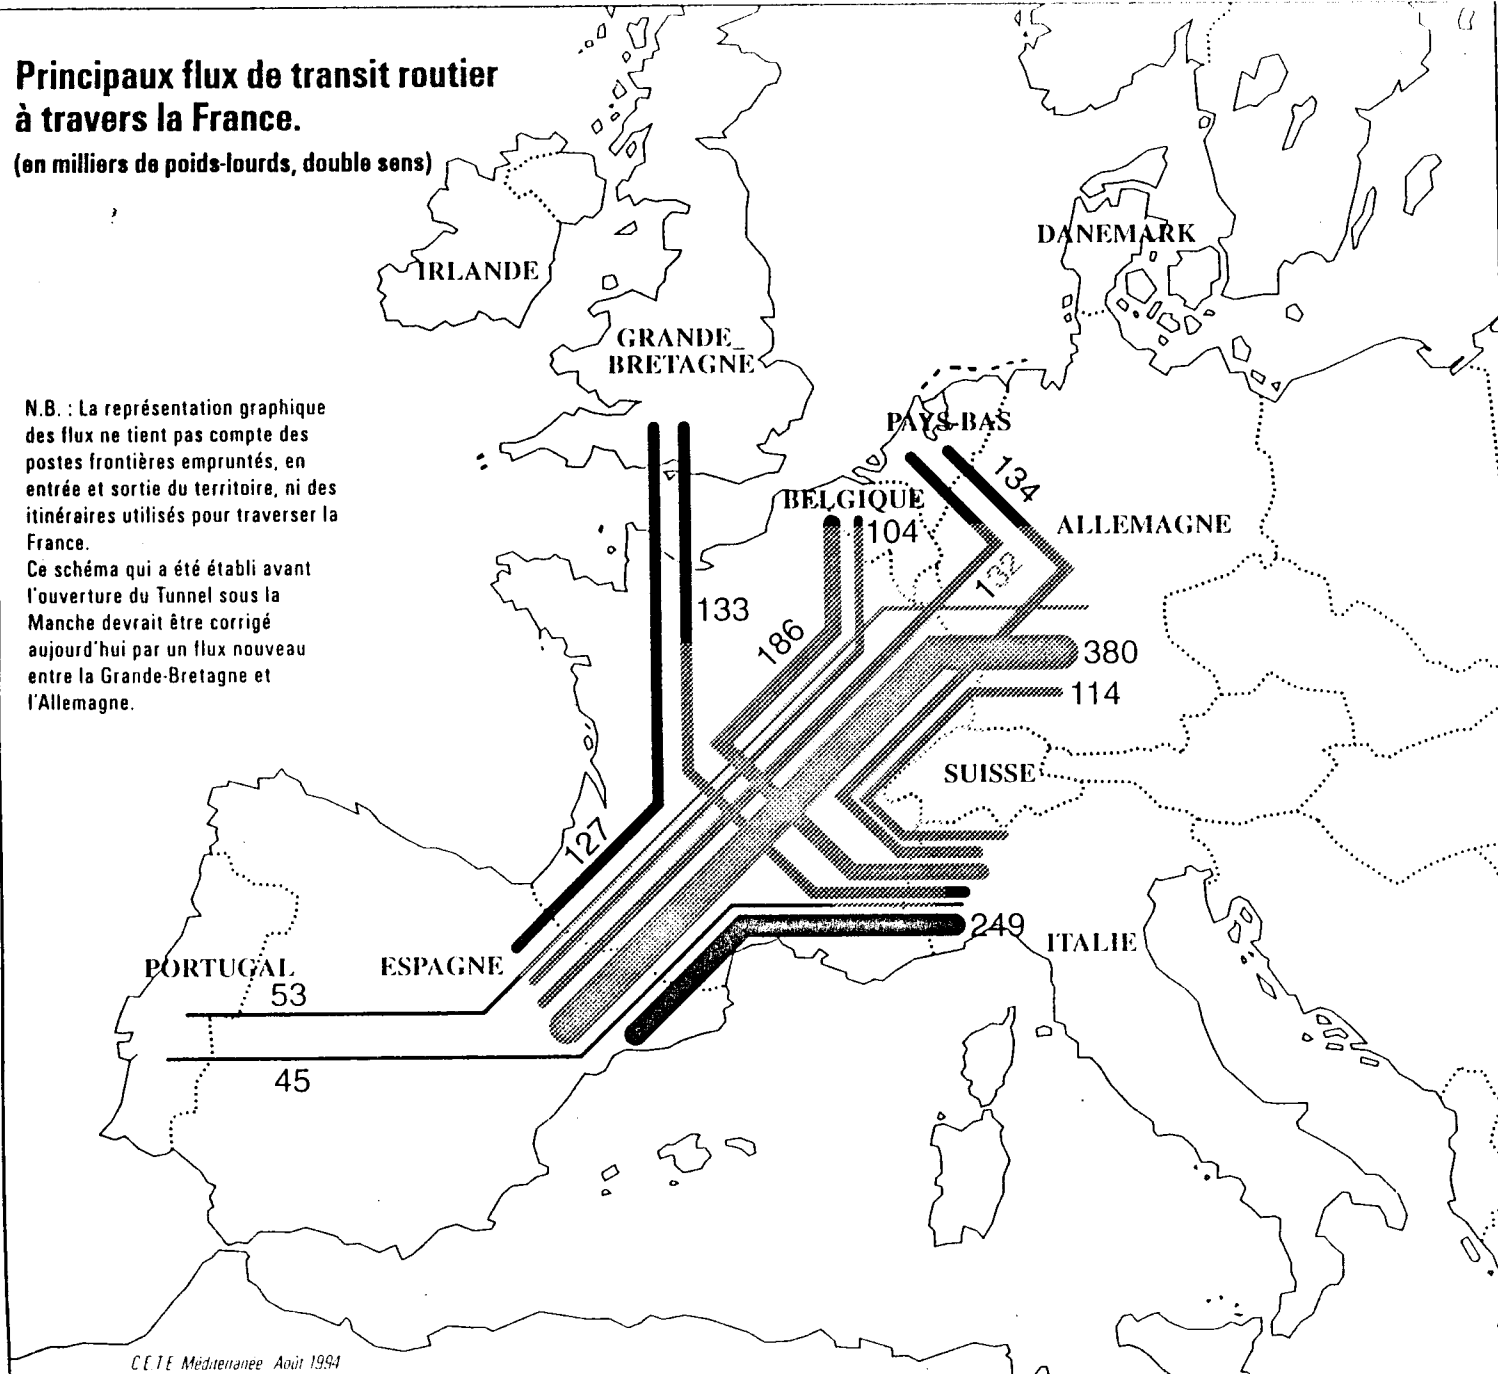 Principaux flux de transit routier
à travers la France.
(en milliers de poids-lourds, double sens)
IRLANDE
DANEMARK
GRANDE_
BRETAGNE
N.B. : La représentation graphique
des flux ne tient pas compte des
postes frontières empruntés, en
entrée et sortie du territoire, ni des
itinéraires utilisés pour traverser la
France.
Ce schéma qui a été établi avant
l'ouverture du Tunnel sous la
Manche devrait être corrigé
aujourd'hui par un flux nouveau
entre la Grande-Bretagne et
l'Allemagne.
PAYS-BAS
134
BELGIQUE
104
ALLEMAGNE
132
133
186
380
114
SUISSE
127
249
ITALIE
PORTUGAL
ESPAGNE
53
45
CETE Méditerranée Août 1994